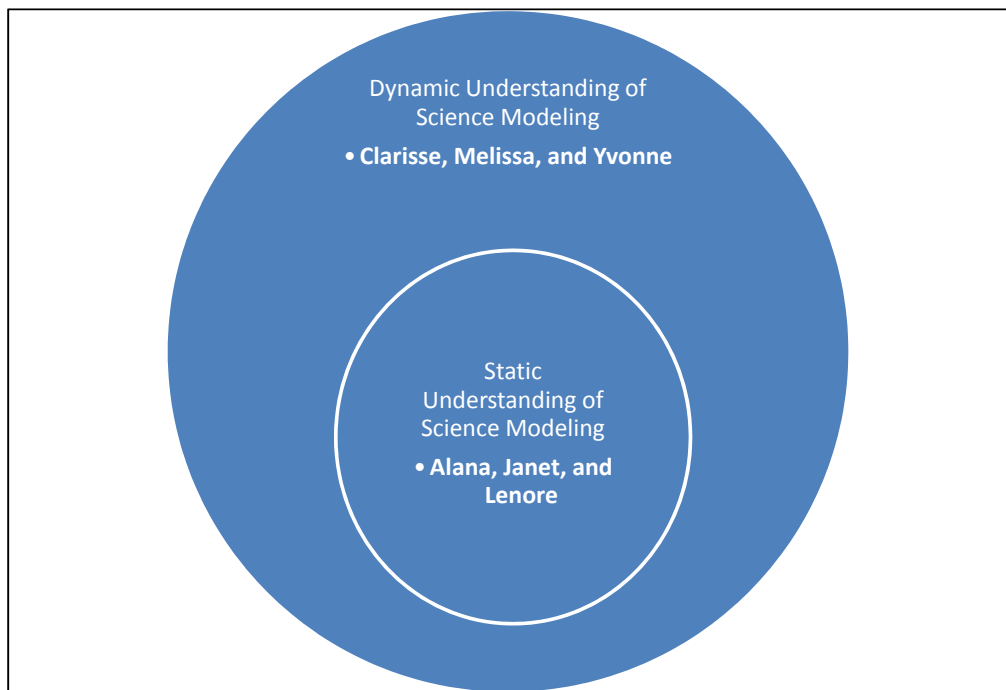 Dynamic Understanding of
Science Modeling
• Clarisse, Melissa, and Yvonne
Static
Understanding of
Science Modeling
• Alana, Janet, and
Lenore